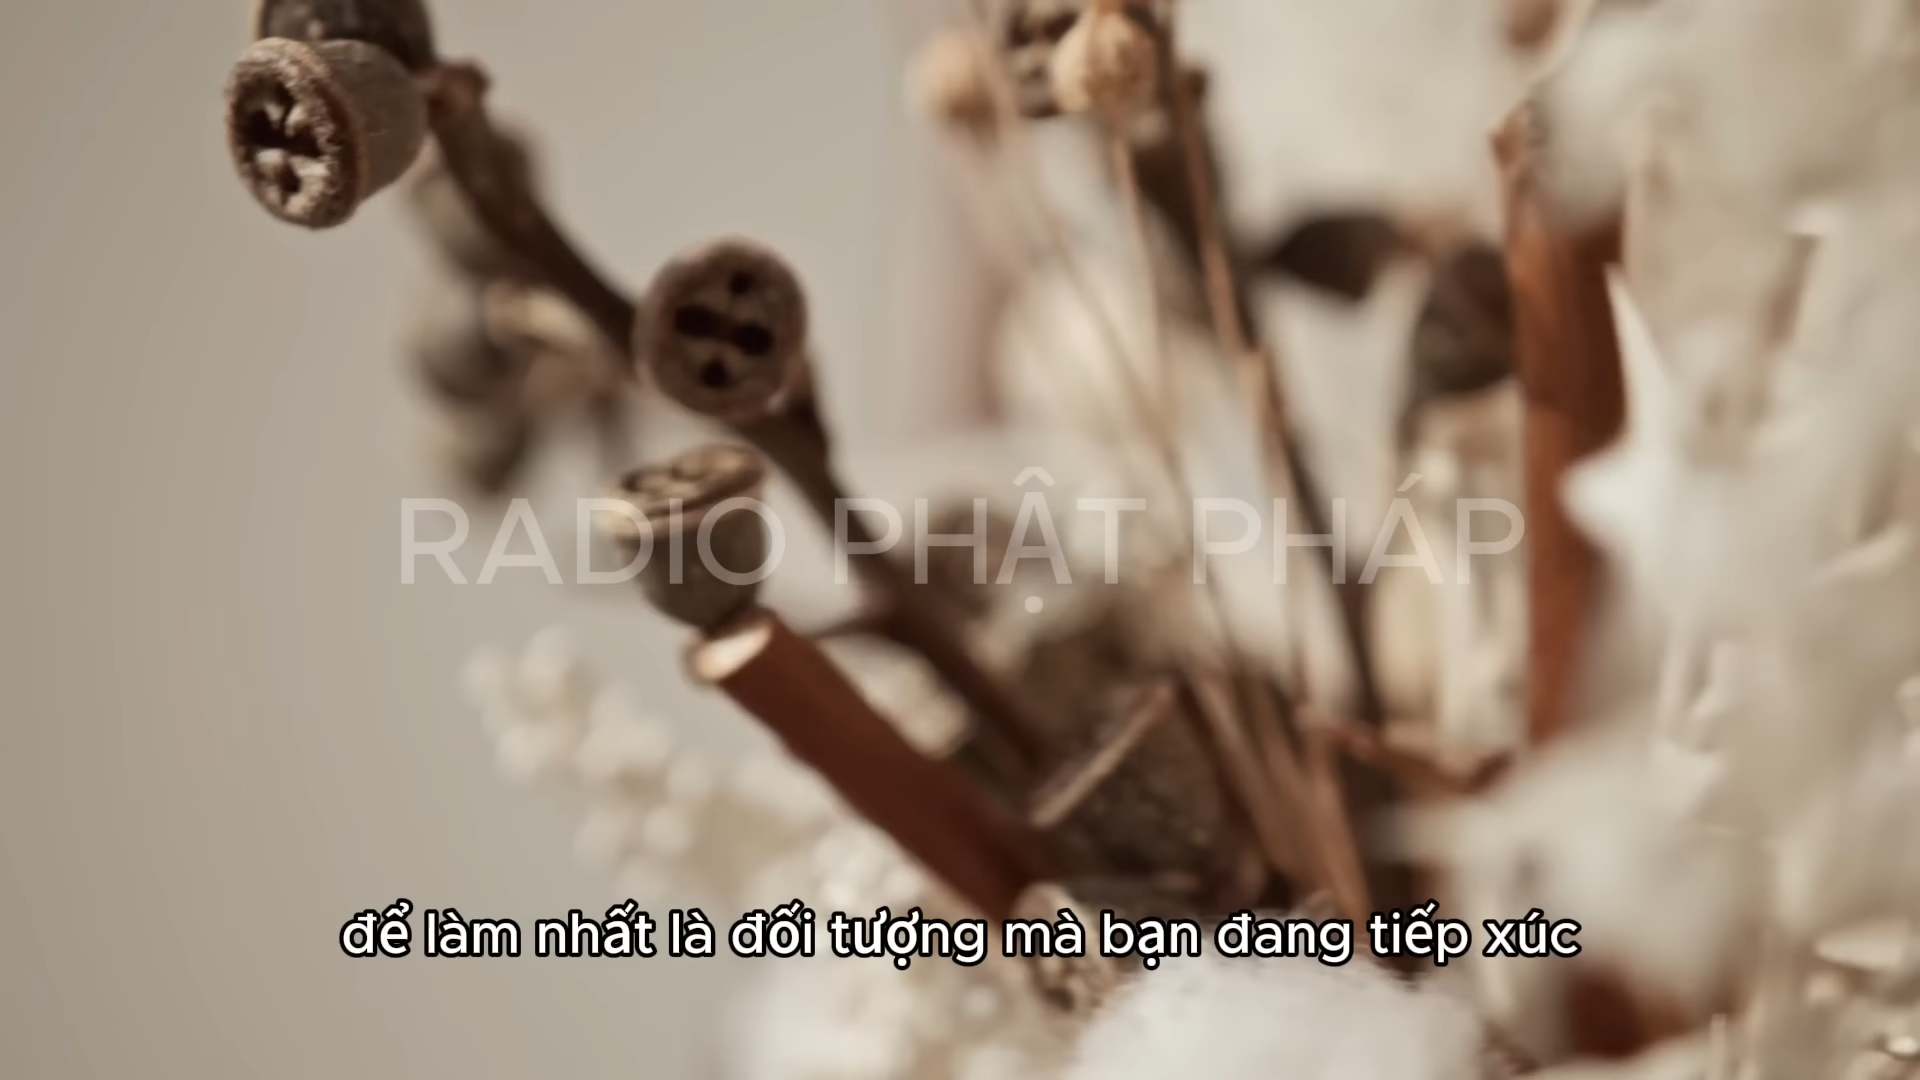 RADIO PHẬT PHÁP
để làm nhất là đối tượng mà bạn đang tiếp xúc